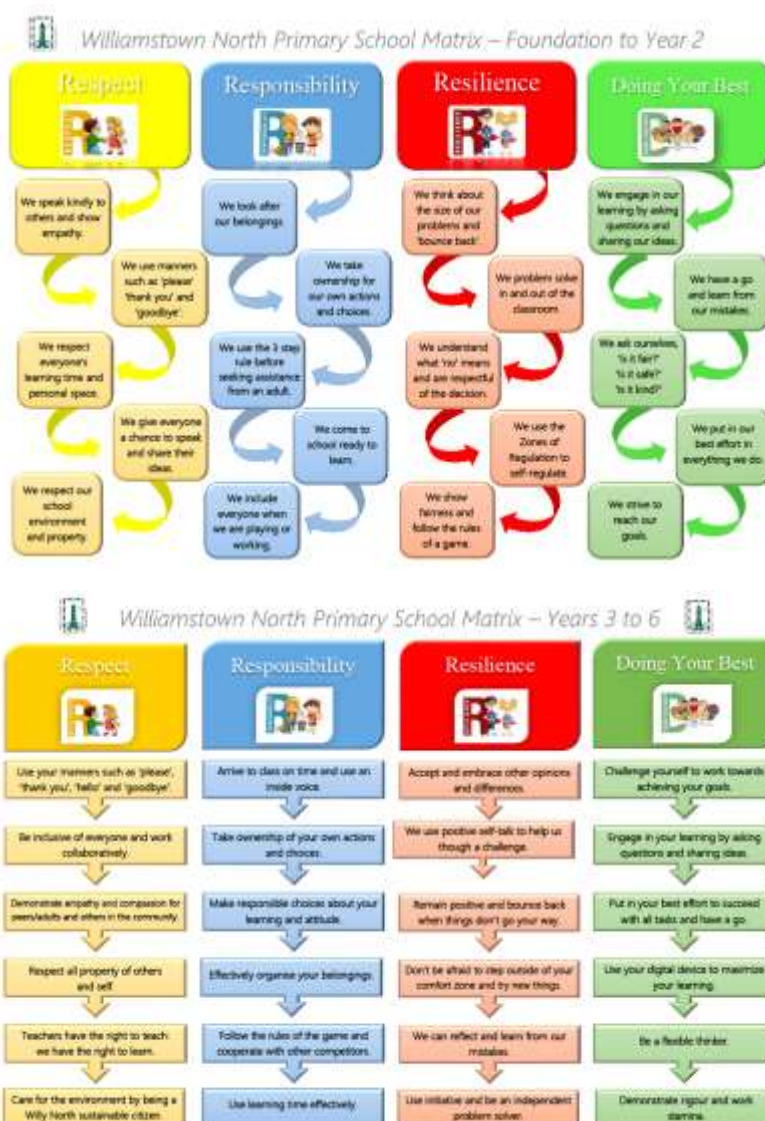 Williamstown North Primary School Matrix – Foundation to Year 2
Respect
We speak kindly to
others and show
empathy.
We use manners
such as 'please'
'thank you' and
'goodbye'.
We respect
everyone's
learning time and
personal space.
We give everyone
a chance to speak
and share their
ideas.
We respect our
school
environment
and property.
Responsibility
We look after
our belongings.
We take
ownership for
our own actions
and choices.
We use the 3 step
rule before
seeking assistance
from an adult.
We come to
school ready to
learn.
We include
everyone when
we are playing or
working.
Resilience
We think about
the size of our
problems and
'bounce back'.
We problem solve
in and out of the
classroom.
We understand
what 'no' means
and are respectful
of the decision.
We use the
Zones of
Regulation to
self-regulate.
We show
fairness and
follow the rules
of a game.
Doing Your Best
We engage in our
learning by asking
questions and
sharing our ideas.
We have a go
and learn from
our mistakes.
We ask ourselves,
'Is it fair?'
'Is it safe?'
'Is it kind?'
We put in our
best effort in
everything we do.
We strive to
reach our
goals.
Williamstown North Primary School Matrix – Years 3 to 6
Respect
Use your manners such as 'please',
'thank you', 'hello' and 'goodbye'.
Be inclusive of everyone and work
collaboratively.
Demonstrate empathy and compassion for
peers/adults and others in the community.
Respect all property of others
and self.
Teachers have the right to teach:
we have the right to learn.
Care for the environment by being a
Willy North sustainable citizen.
Responsibility
Arrive to class on time and use an
inside voice.
Take ownership of your own actions
and choices.
Make responsible choices about your
learning and attitude.
Effectively organise your belongings.
Follow the rules of the game and
cooperate with other competitors.
Use learning time effectively.
Resilience
Accept and embrace other opinions
and differences.
We use positive self-talk to help us
though a challenge.
Remain positive and bounce back
when things don't go your way.
Don't be afraid to step outside of your
comfort zone and try new things.
We can reflect and learn from our
mistakes.
Use initiative and be an independent
problem solver.
Doing Your Best
Challenge yourself to work towards
achieving your goals.
Engage in your learning by asking
questions and sharing ideas.
Put in your best effort to succeed
with all tasks and have a go.
Use your digital device to maximize
your learning.
Be a flexible thinker.
Demonstrate rigour and work
stamina.